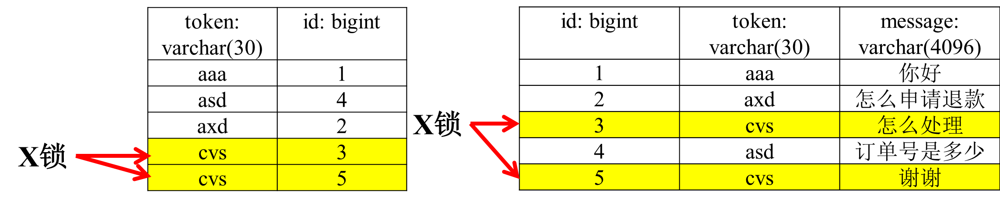 token: varchar(30) id: bigint
aaa 1
asd 4
axd 2
cvs 3
cvs 5
X锁
X锁
id: bigint token: varchar(30) message: varchar(4096)
1 aaa 你好
2 axd 怎么申请退款
3 cvs 怎么处理
4 asd 订单号是多少
5 cvs 谢谢